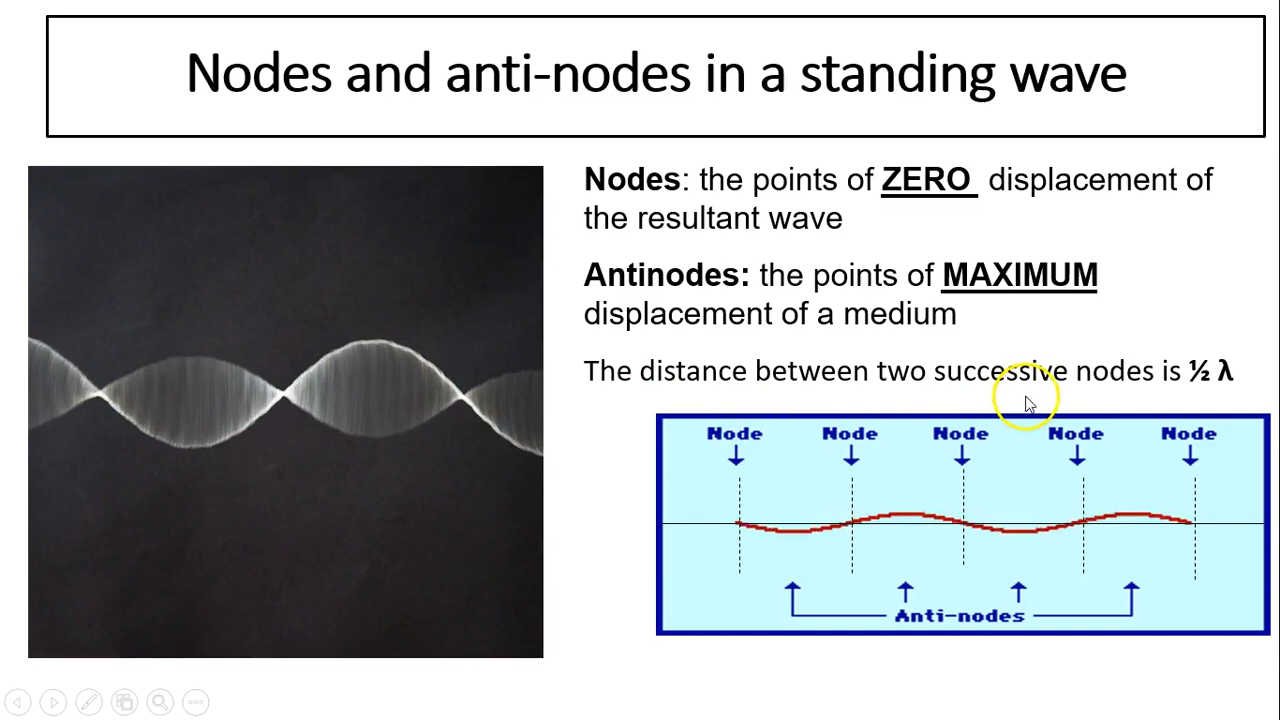 Nodes and anti-nodes in a standing wave
Nodes: the points of ZERO displacement of
the resultant wave
Antinodes: the points of MAXIMUM
displacement of a medium
The distance between two successive nodes is ½ λ
Node Node Node Node Node
Anti-nodes